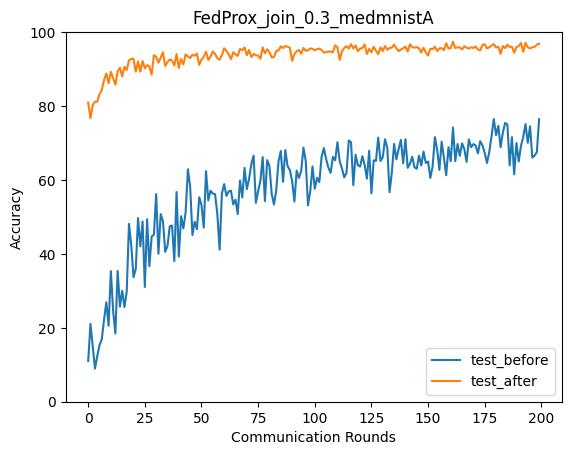 FedProx_join_0.3_medmnistA
100
80
60
40
20
0
Accuracy
0 25 50 75 100 125 150 175 200
Communication Rounds
test_before
test_after